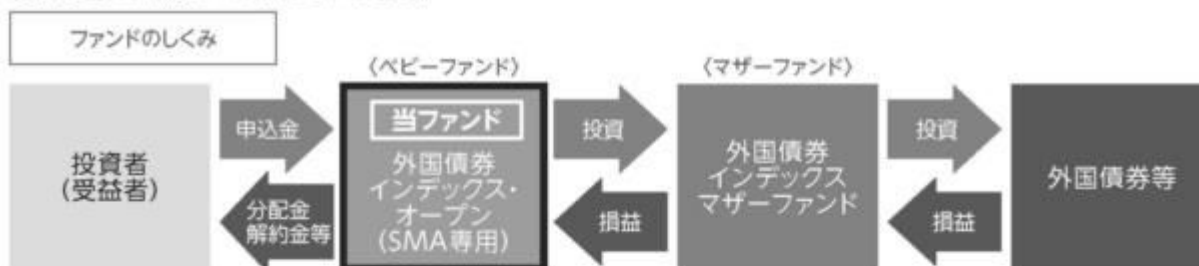 ファンドのしくみ
〈ベビーファンド〉
〈マザーファンド〉
投資者
(受益者)
申込金
分配金
解約金等
当ファンド
外国債券
インデックス・
オープン
(SMA専用)
投資
損益
外国債券
インデックス
マザーファンド
投資
損益
外国債券等